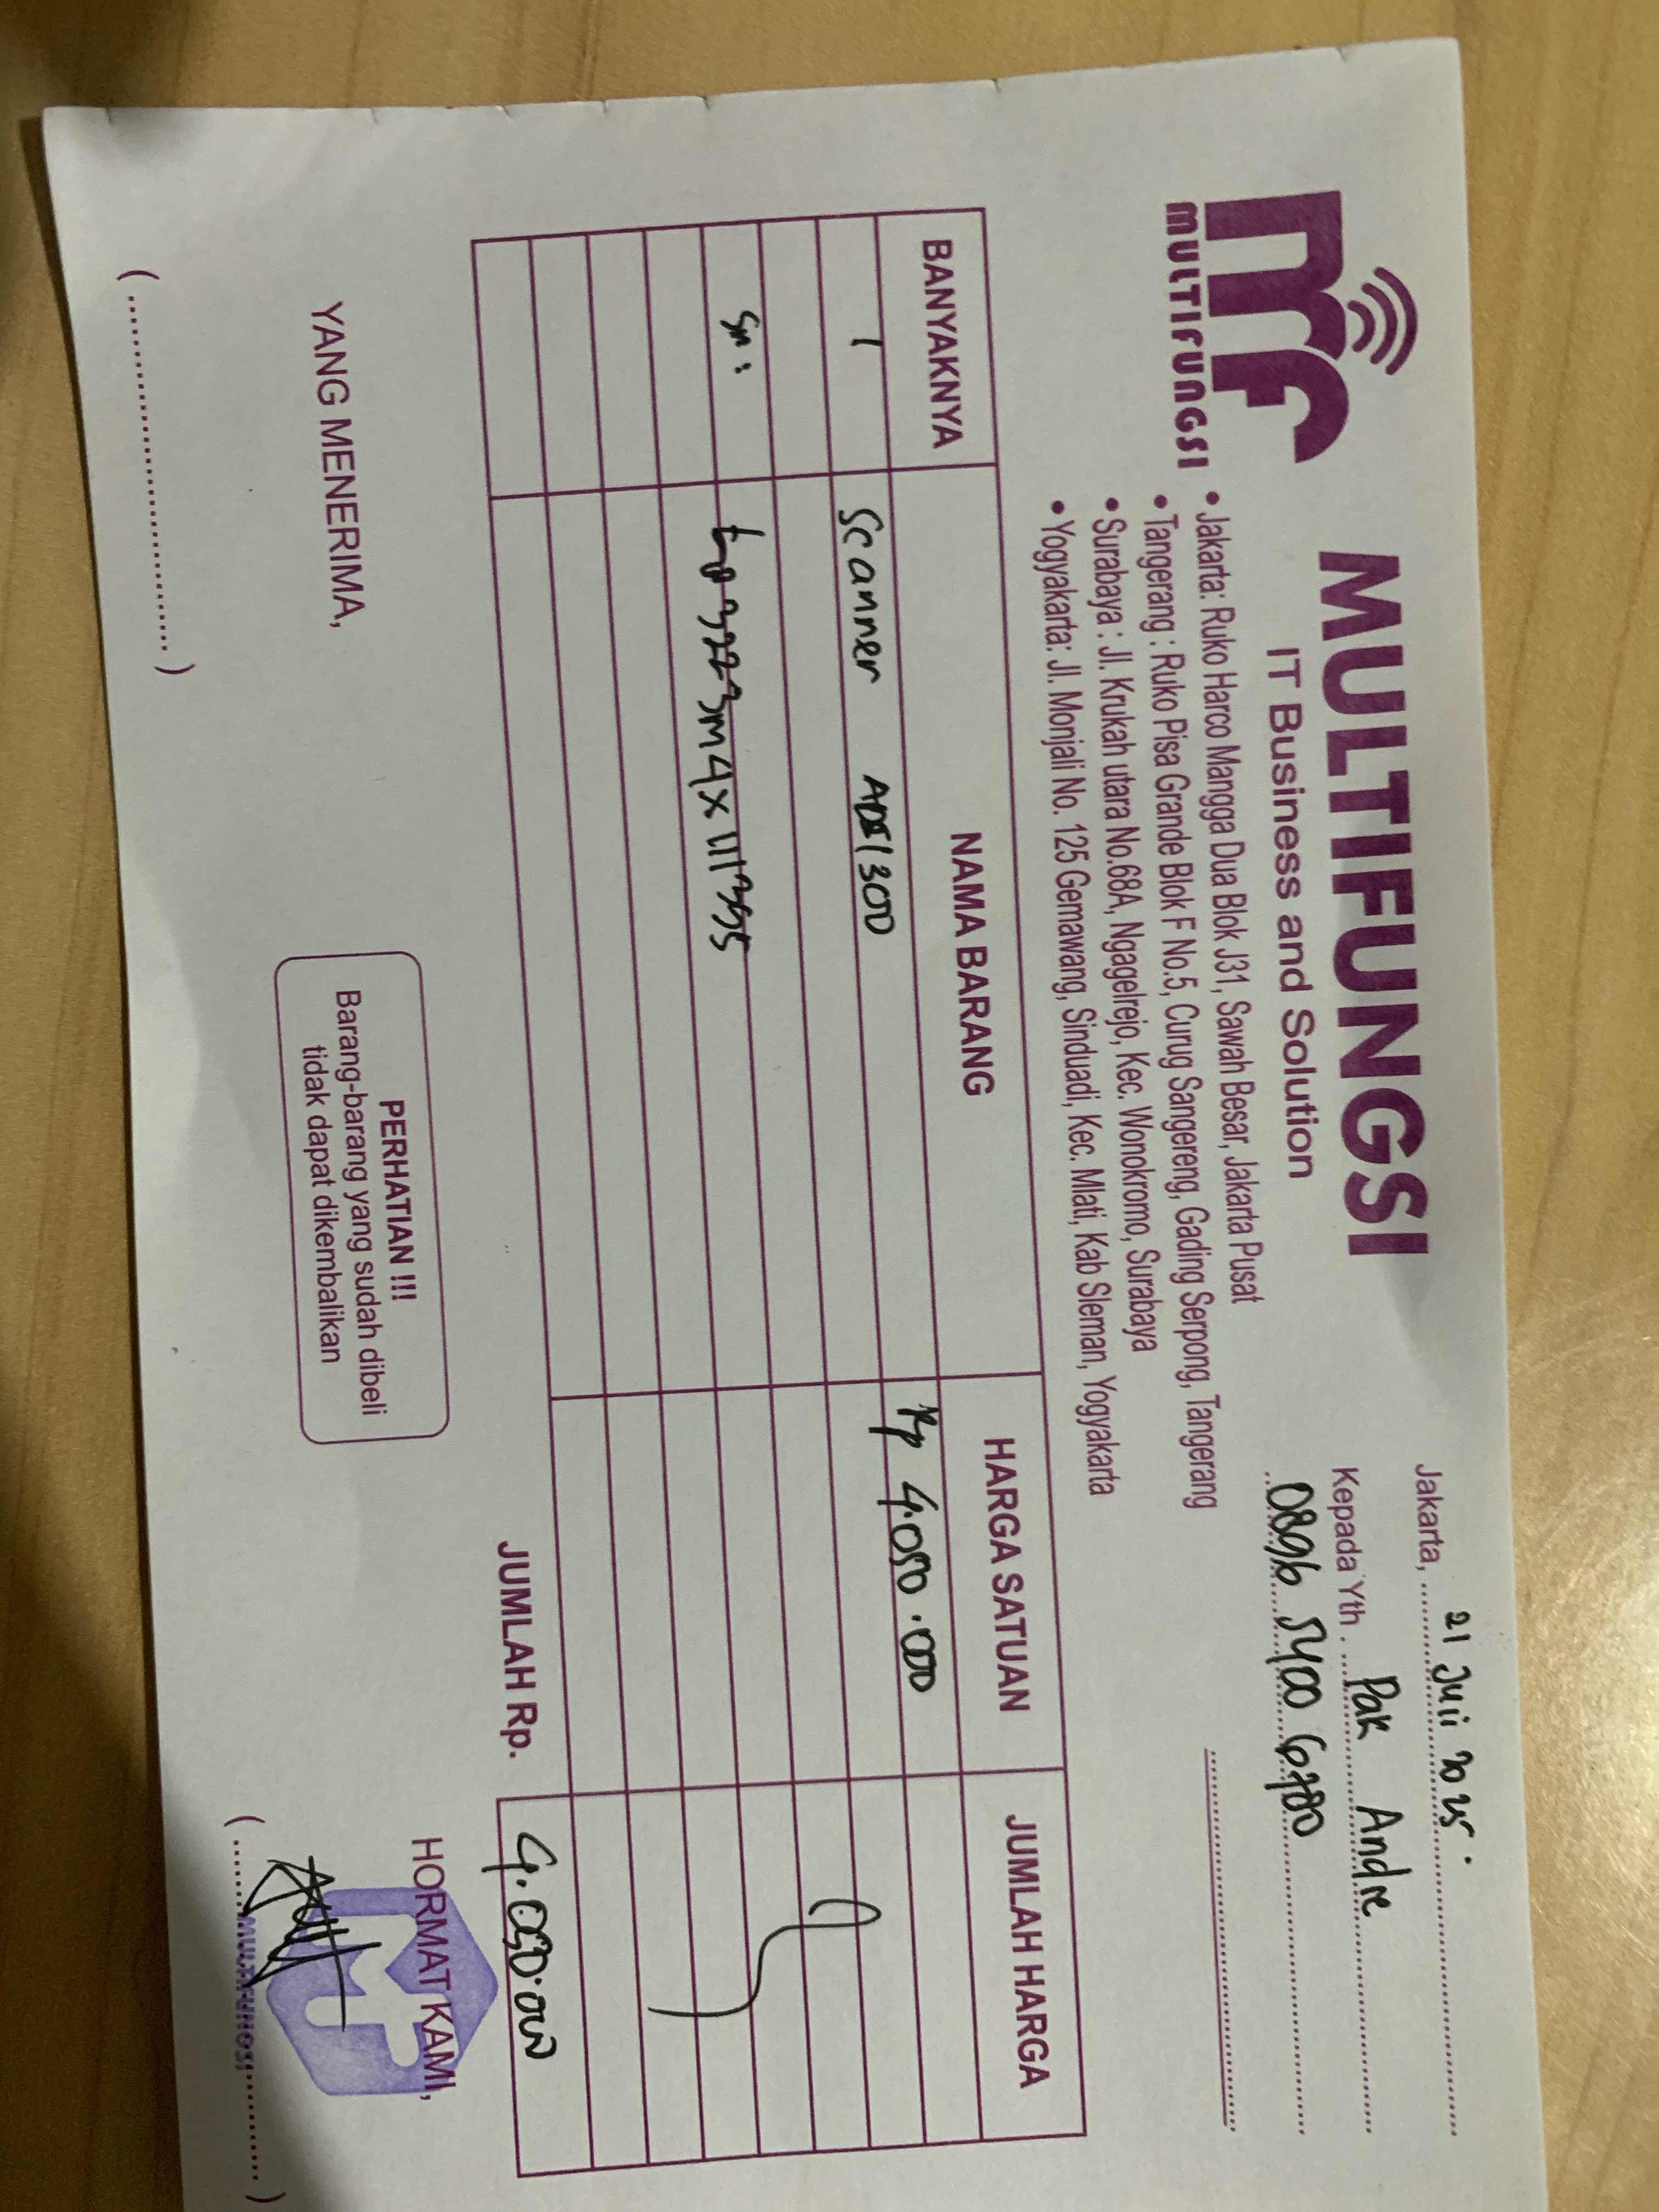 MULTIFUNGSI
MULTIFUNGSI
IT Business and Solution
• Jakarta: Ruko Harco Mangga Dua Blok J31, Sawah Besar, Jakarta Pusat
• Tangerang : Ruko Pisa Grande Blok F No.5, Curug Sangereng, Gading Serpong, Tangerang
• Surabaya : Jl. Krukah utara No.68A, Ngagelrejo, Kec. Wonokromo, Surabaya
• Yogyakarta: Jl. Monjali No. 125 Gemawang, Sinduadi, Kec. Mlati, Kab Sleman, Yogyakarta
Jakarta, 21 Juli 2025.
Kepada Yth. Pak Andre
0896 5400 6780
BANYAKNYA NAMA BARANG HARGA SATUAN JUMLAH HARGA
1 Scanner Rp 4.050.000
Sn :
JUMLAH Rp. 4.050.000
YANG MENERIMA,
PERHATIAN !!!
Barang-barang yang sudah dibeli
tidak dapat dikembalikan
HORMAT KAMI,
MULTIFUNGSI